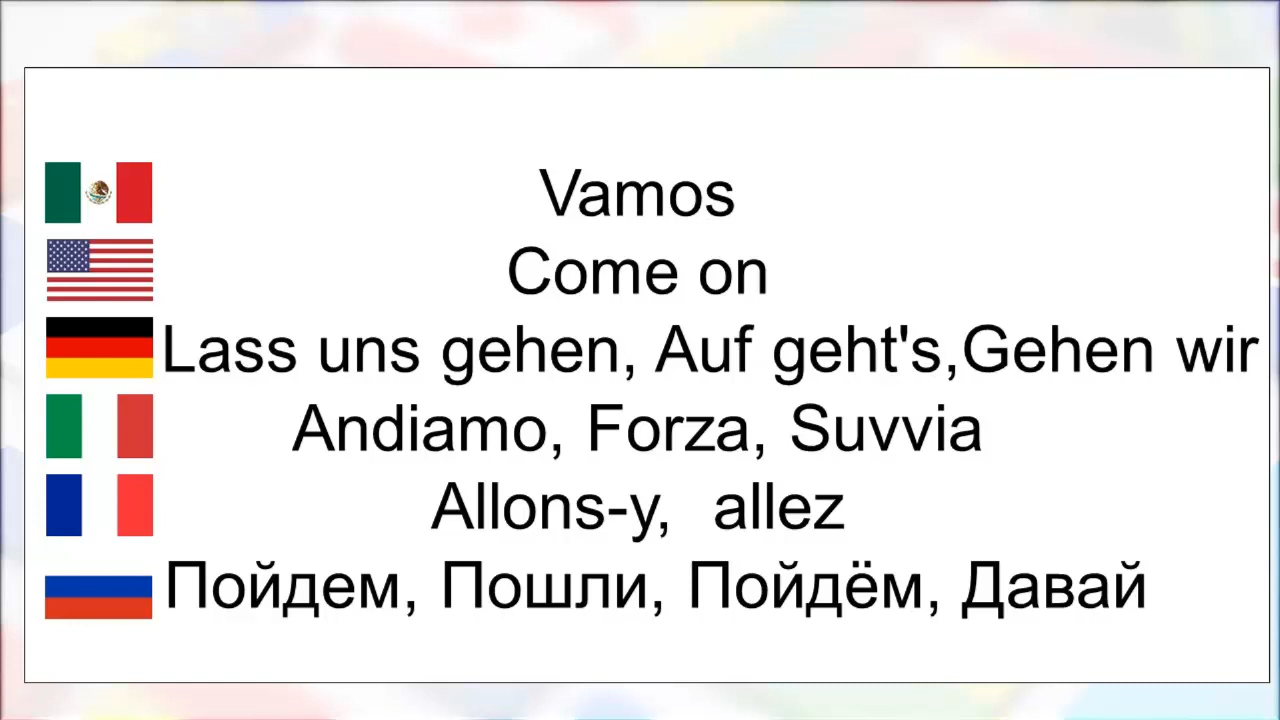 Vamos
Come on
Lass uns gehen, Auf geht's,Gehen wir
Andiamo, Forza, Suvvia
Allons-y, allez
Пойдем, Пошли, Пойдём, Давай